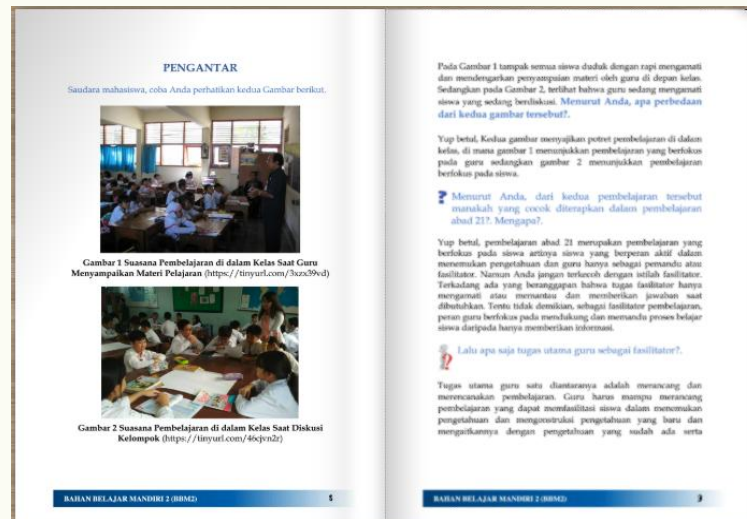 PENGANTAR
Saudara mahasiswa, coba Anda perhatikan kedua Gambar berikut.
Gambar 1 Suasana Pembelajaran di dalam Kelas Saat Guru
Menyampaikan Materi Pelajaran (https://tinyurl.com/3xzx39vd)
Gambar 2 Suasana Pembelajaran di dalam Kelas Saat Diskusi
Kelompok (https://tinyurl.com/46cjvn2r)
BAHAN BELAJAR MANDIRI 2 (BBM2)
Pada Gambar 1 tampak semua siswa duduk dengan rapi mengamati
dan mendengarkan penyampaian materi oleh guru di depan kelas.
Sedangkan pada Gambar 2, terlihat bahwa guru sedang mengamati
siswa yang sedang berdiskusi. Menurut Anda, apa perbedaan
dari kedua gambar tersebut?.
Yup betul, Kedua gambar menyajikan potret pembelajaran di dalam
kelas, di mana gambar 1 menunjukkan pembelajaran yang berfokus
pada guru sedangkan gambar 2 menunjukkan pembelajaran
berfokus pada siswa.
? Menurut Anda, dari kedua pembelajaran tersebut
manakah yang cocok diterapkan dalam pembelajaran
abad 21?. Mengapa?.
Yup betul, pembelajaran abad 21 merupakan pembelajaran yang
berfokus pada siswa artinya siswa yang berperan aktif dalam
menemukan pengetahuan dan guru hanya sebagai pemandu atau
fasilitator. Namun Anda jangan terkecoh dengan istilah fasilitator.
Terkadang ada yang beranggapan bahwa tugas fasilitator hanya
mengamati atau memantau dan memberikan jawaban saat
dibutuhkan. Tentu tidak demikian, sebagai fasilitator pembelajaran,
peran guru berfokus pada mendukung dan memandu proses belajar
siswa daripada hanya memberikan informasi.
Lalu apa saja tugas utama guru sebagai fasilitator?.
Tugas utama guru satu diantaranya adalah merancang dan
merencanakan pembelajaran. Guru harus mampu merancang
pembelajaran yang dapat memfasilitasi siswa dalam menemukan
pengetahuan dan mengonstruksi pengetahuan yang baru dan
mengaitkannya dengan pengetahuan yang sudah ada serta
BAHAN BELAJAR MANDIRI 2 (BBM2)